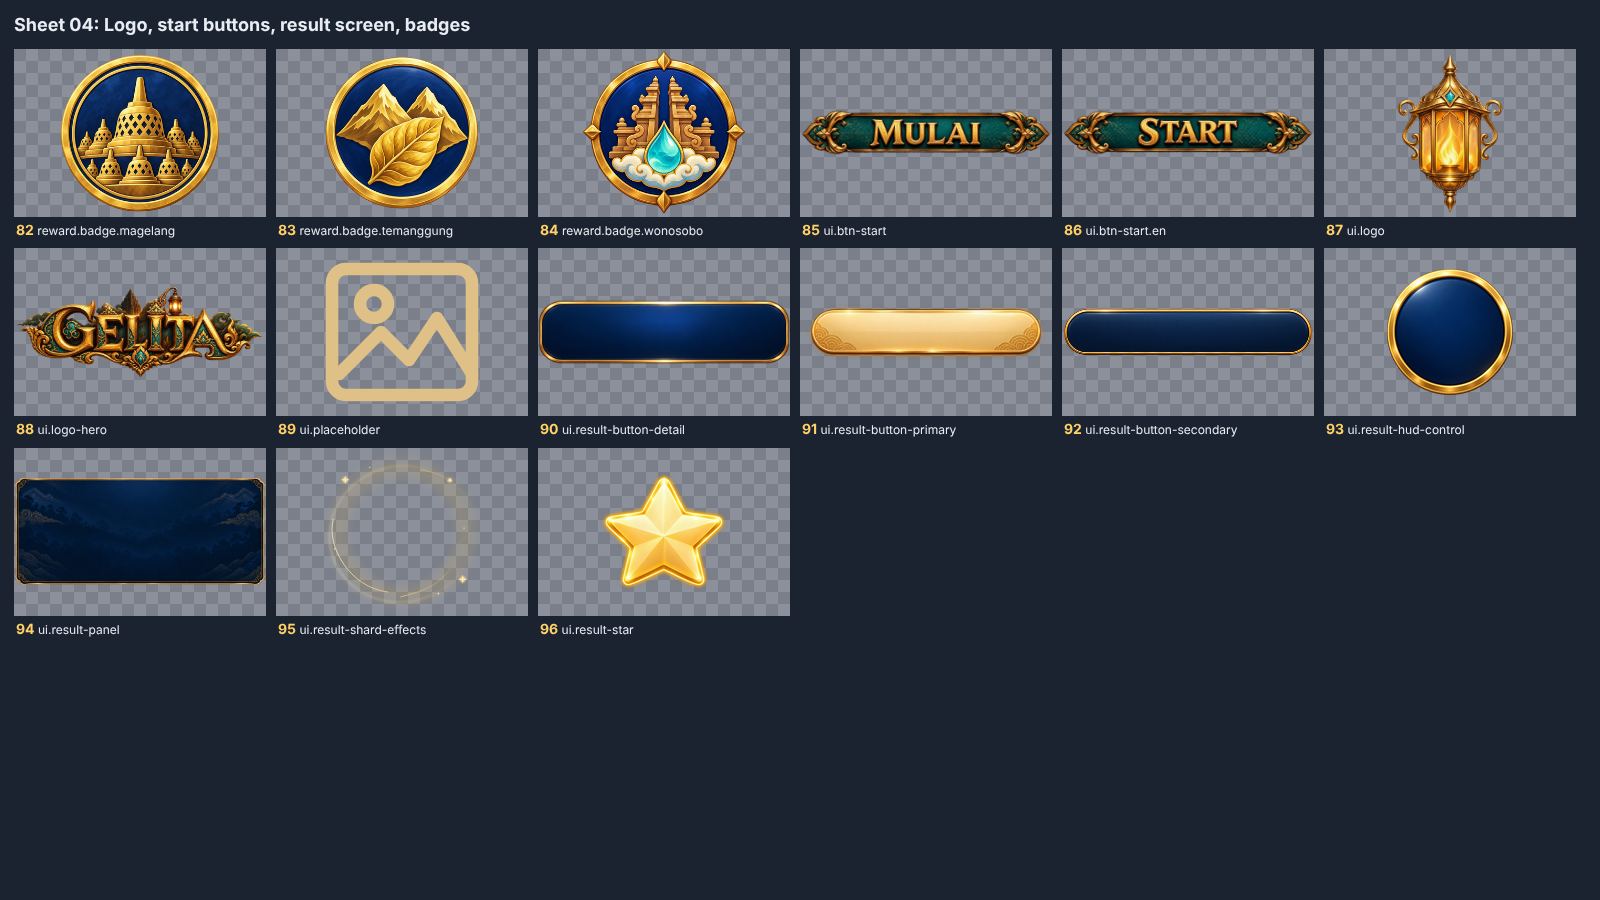 Sheet 04: Logo, start buttons, result screen, badges
MULAI
START
82 reward.badge.magelang
83 reward.badge.temanggung
84 reward.badge.wonosobo
85 ui.btn-start
86 ui.btn-start.en
87 ui.logo
GELITA
88 ui.logo-hero
89 ui.placeholder
90 ui.result-button-detail
91 ui.result-button-primary
92 ui.result-button-secondary
93 ui.result-hud-control
94 ui.result-panel
95 ui.result-shard-effects
96 ui.result-star